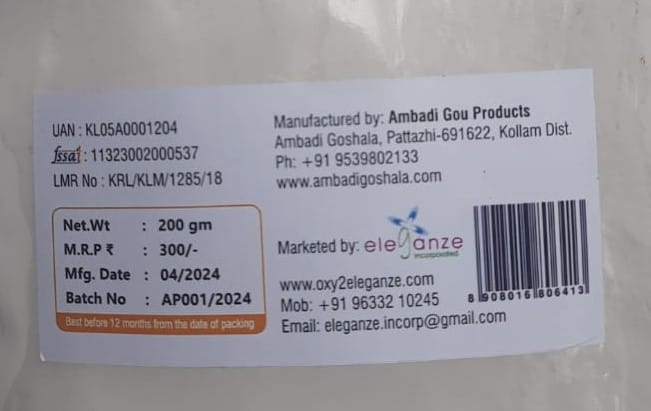 UAN : KL05A0001204
fssai : 11323002000537
LMR No : KRL/KLM/1285/18
Net.Wt : 200 gm
M.R.P ₹ : 300/-
Mfg. Date : 04/2024
Batch No : AP001/2024
Best before 12 months from the date of packing
Manufactured by: Ambadi Gou Products
Ambadi Goshala, Pattazhi-691622, Kollam Dist.
Ph: +91 9539802133
www.ambadigoshala.com
Marketed by: eleganze
incorporated
www.oxy2eleganze.com
Mob: +91 96332 10245
Email: eleganze.incorp@gmail.com
8 908016 806413